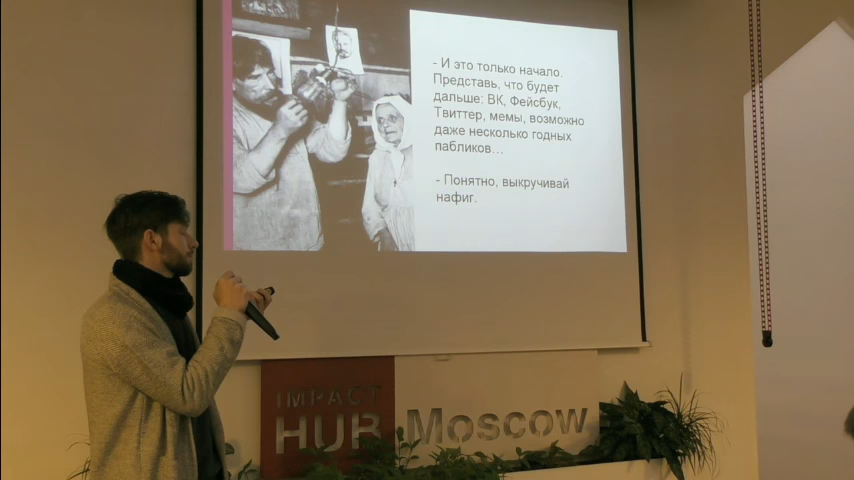 - И это только начало.
Представь, что будет
дальше: ВК, Фейсбук,
Твиттер, мемы, возможно
даже несколько годных
пабликов...
- Понятно, выкручивай
нафиг.
IMPACT
HUB Moscow